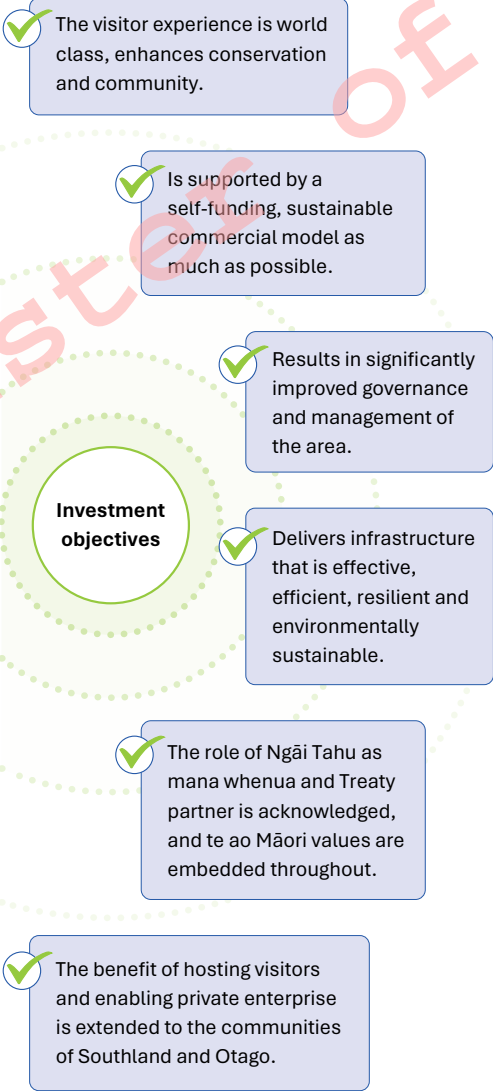 The visitor experience is world
class, enhances conservation
and community.
Is supported by a
self-funding, sustainable
commercial model as
much as possible.
Results in significantly
improved governance
and management of
the area.
Investment
objectives
Delivers infrastructure
that is effective,
efficient, resilient and
environmentally
sustainable.
The role of Ngāi Tahu as
mana whenua and Treaty
partner is acknowledged,
and te ao Māori values are
embedded throughout.
The benefit of hosting visitors
and enabling private enterprise
is extended to the communities
of Southland and Otago.
ster of